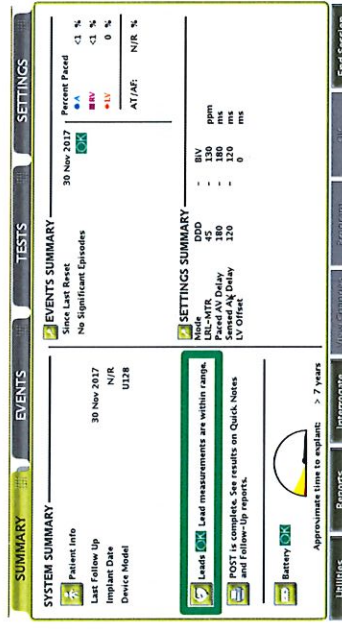 SUMMARY
EVENTS
TESTS
SETTINGS
SYSTEM SUMMARY
Patient Info
Last Follow Up 30 Nov 2017
Implant Date N/R
Device Model U128
Leads OK Lead measurements are within range.
POST is complete. See results on Quick Notes
and Follow-Up reports.
Battery OK
Approximate time to explant: > 7 years
EVENTS SUMMARY
Since Last Reset 30 Nov 2017
No Significant Episodes OK
Percent Paced
A <1 %
RV <1 %
LV 0 %
AT/AF: N/R %
SETTINGS SUMMARY
Mode DDD - BiV
LRL-MTR 45 - 130 ppm
Paced AV Delay 180 - 180 ms
Sensed AV Delay 120 - 120 ms
LV Offset 0 ms
Utilities
Reports
Interrogate
View Changes
Program
End Session